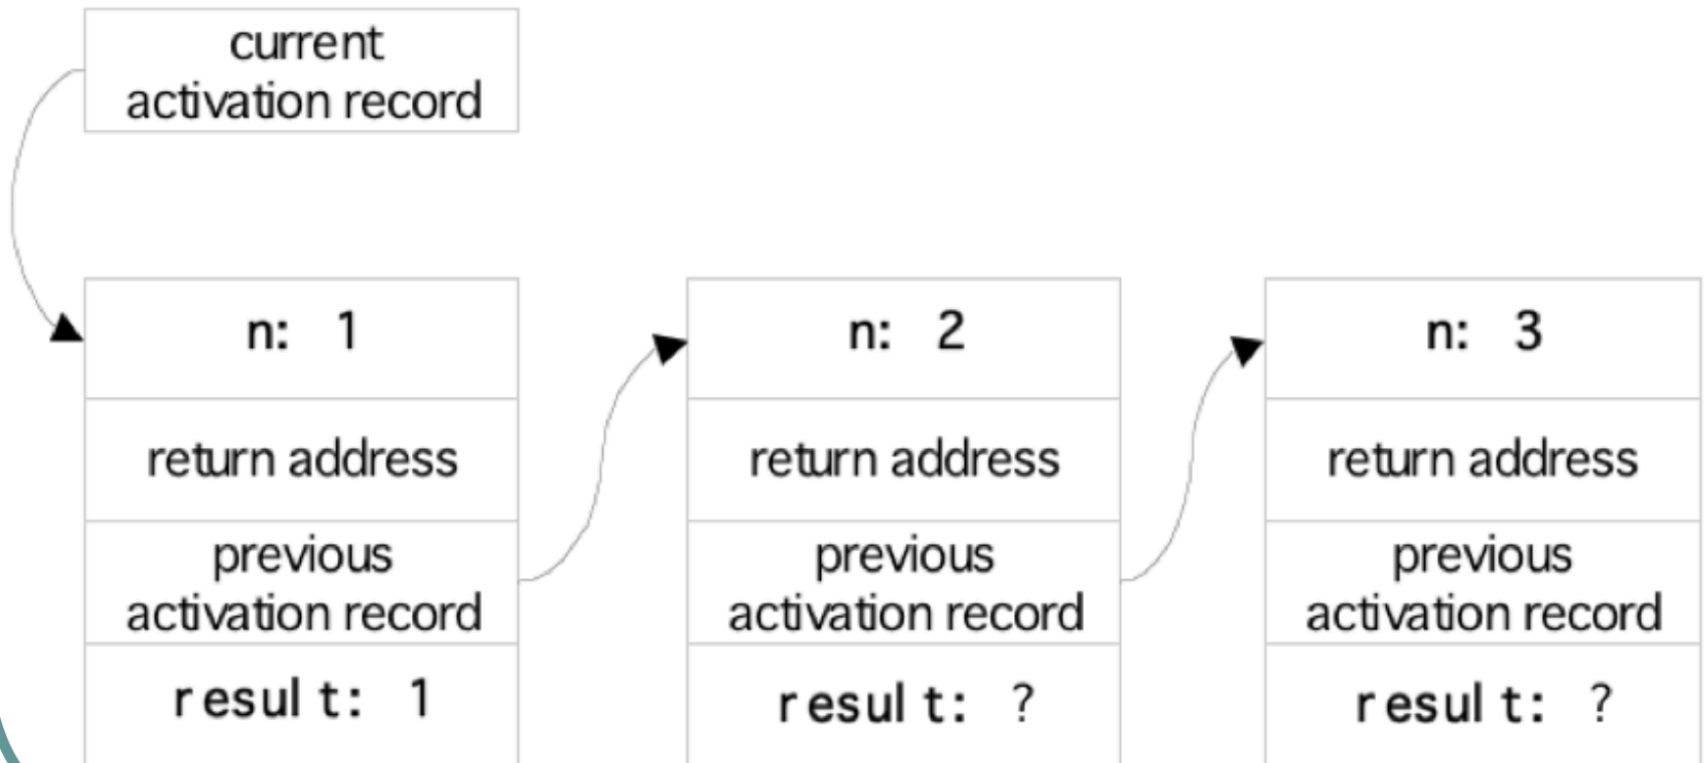 current
activation record
n: 1
n: 2
n: 3
return address
return address
return address
previous
activation record
previous
activation record
previous
activation record
result: 1
result: ?
result: ?